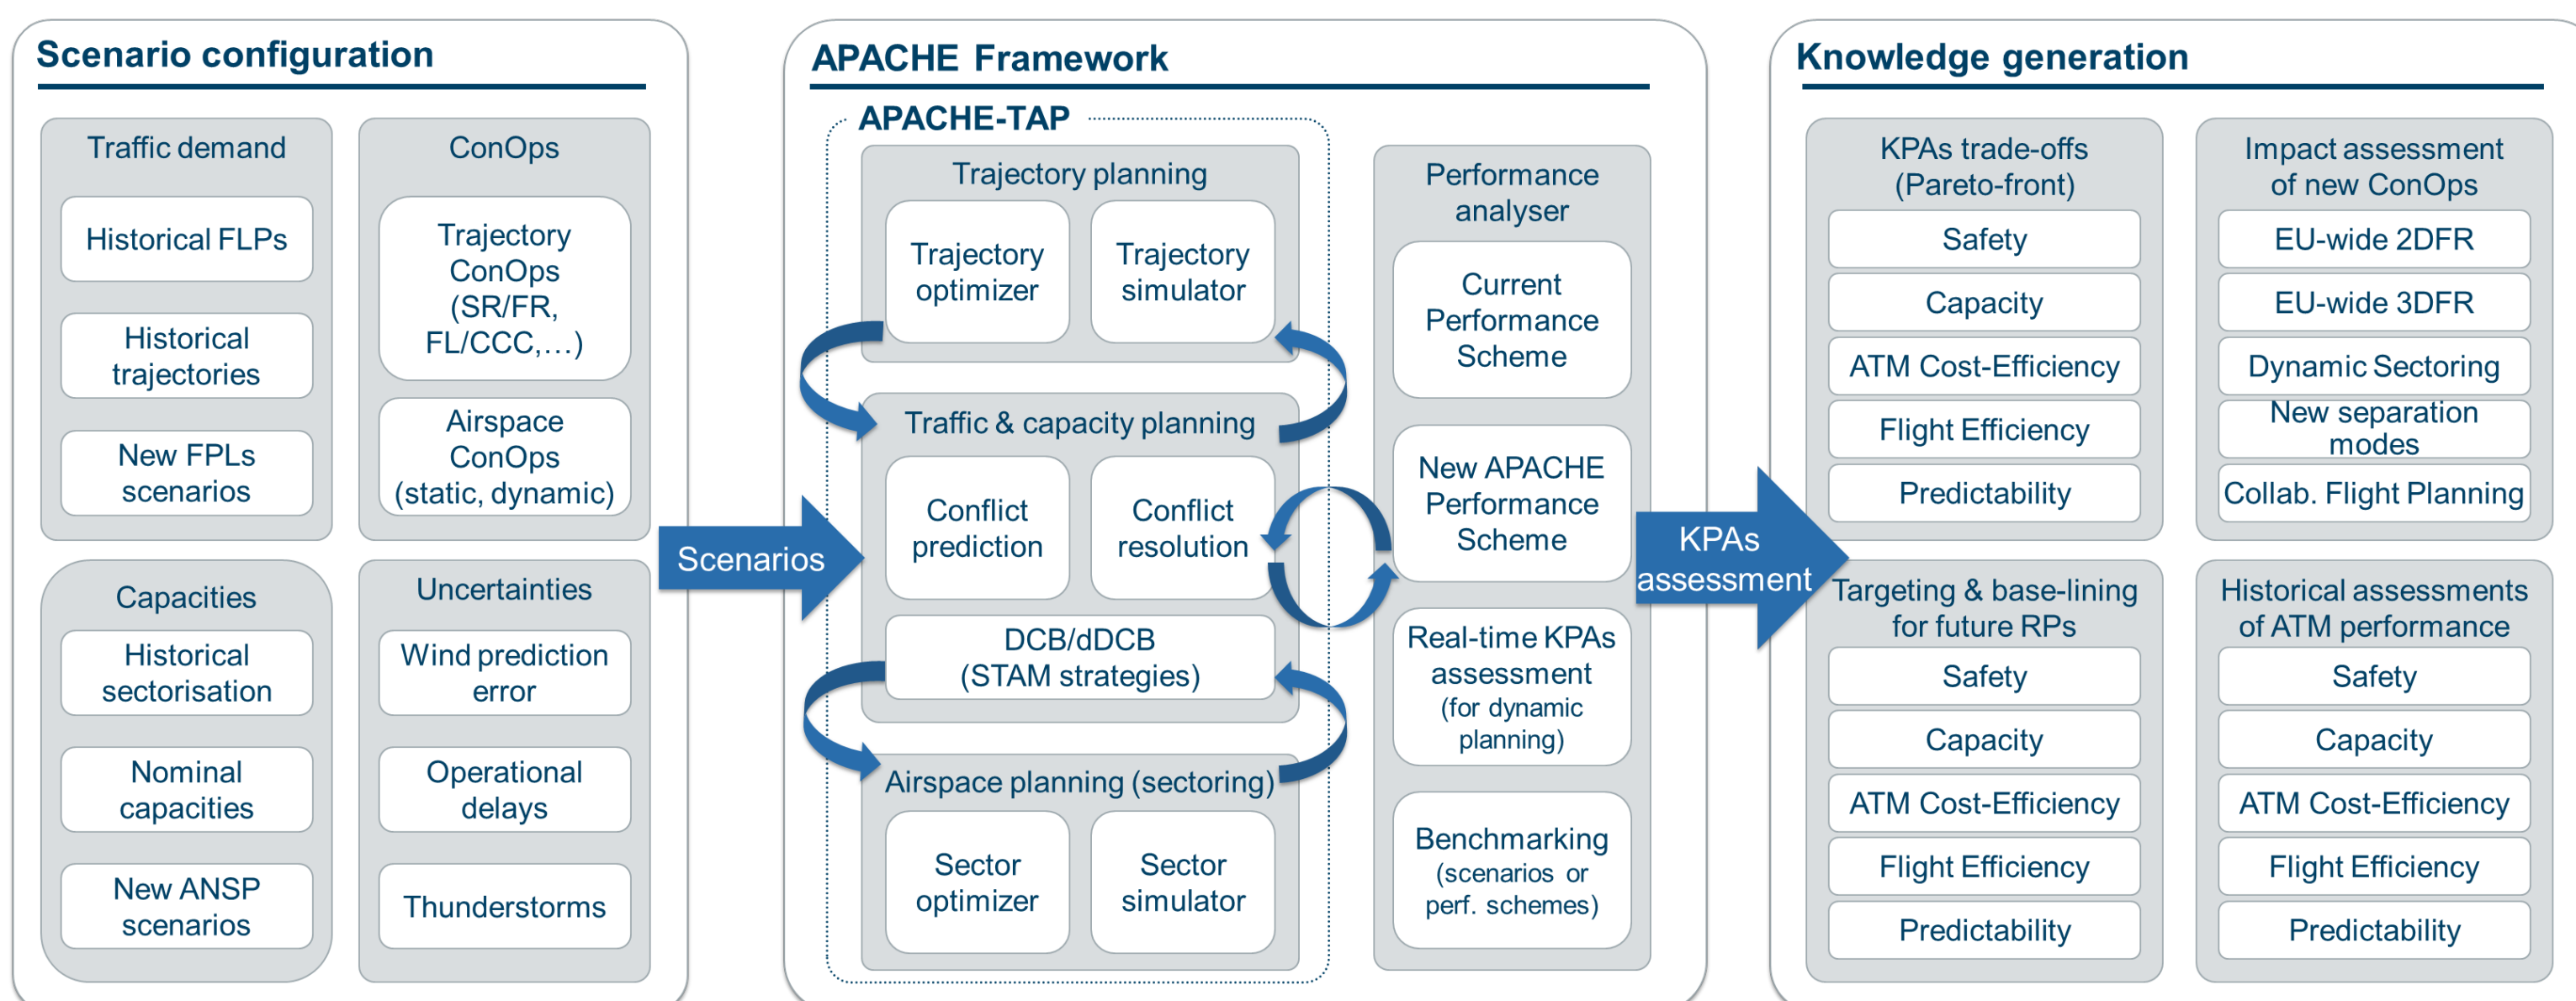 Scenario configuration
Traffic demand
Historical FLPs
Historical
trajectories
New FPLs
scenarios
ConOps
Trajectory
ConOps
(SR/FR,
FL/CCC,…)
Airspace
ConOps
(static, dynamic)
Capacities
Historical
sectorisation
Nominal
capacities
New ANSP
scenarios
Uncertainties
Wind prediction
error
Operational
delays
Thunderstorms
Scenarios
APACHE Framework
APACHE-TAP
Trajectory planning
Trajectory
optimizer
Trajectory
simulator
Traffic & capacity planning
Conflict
prediction
Conflict
resolution
DCB/dDCB
(STAM strategies)
Airspace planning (sectoring)
Sector
optimizer
Sector
simulator
Performance
analyser
Current
Performance
Scheme
New APACHE
Performance
Scheme
Real-time KPAs
assessment
(for dynamic
planning)
Benchmarking
(scenarios or
perf. schemes)
KPAs
assessment
Knowledge generation
KPAs trade-offs
(Pareto-front)
Safety
Capacity
ATM Cost-Efficiency
Flight Efficiency
Predictability
Impact assessment
of new ConOps
EU-wide 2DFR
EU-wide 3DFR
Dynamic Sectoring
New separation
modes
Collab. Flight Planning
Targeting & base-lining
for future RPs
Safety
Capacity
ATM Cost-Efficiency
Flight Efficiency
Predictability
Historical assessments
of ATM performance
Safety
Capacity
ATM Cost-Efficiency
Flight Efficiency
Predictability